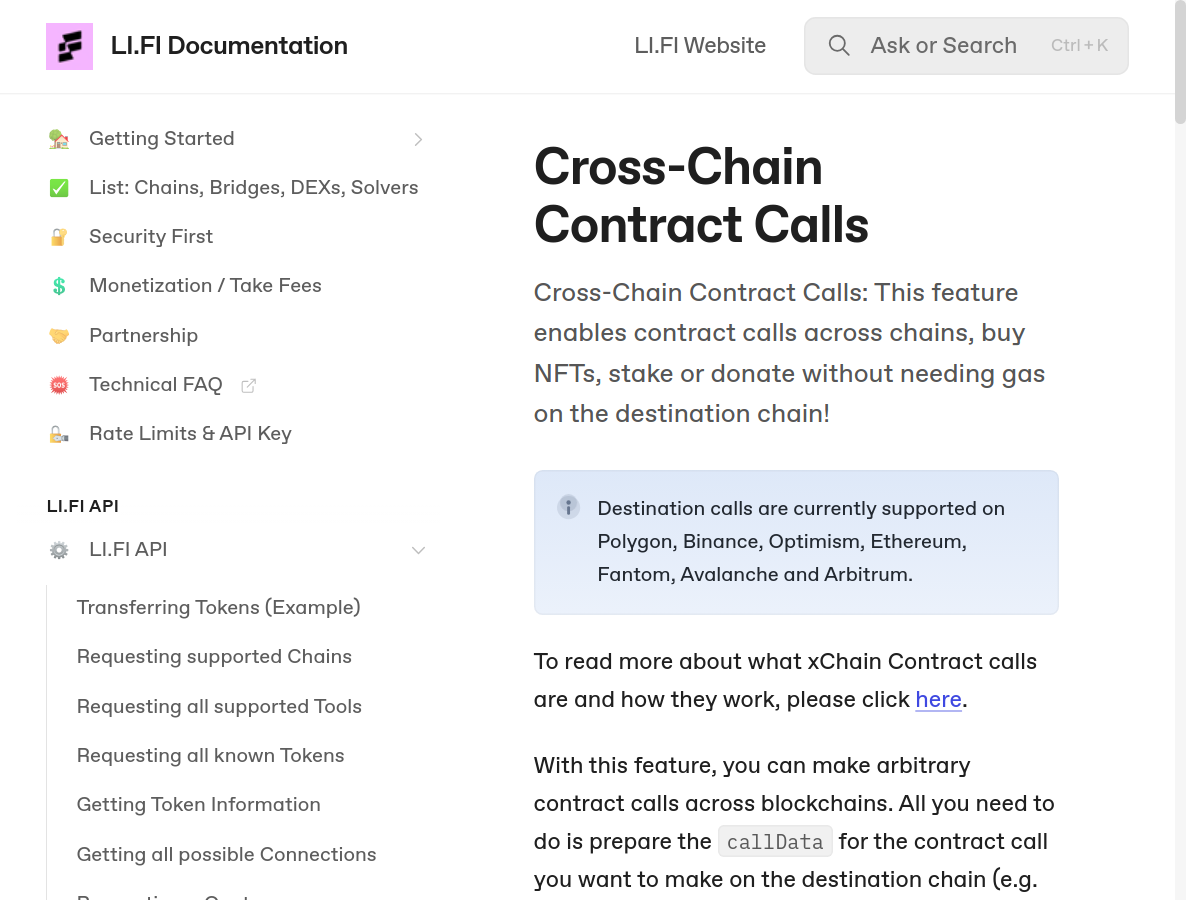 LI.FI Documentation
LI.FI Website
Ask or Search
Ctrl + K
Getting Started
List: Chains, Bridges, DEXs, Solvers
Security First
Monetization / Take Fees
Partnership
Technical FAQ
Rate Limits & API Key
LI.FI API
LI.FI API
Transferring Tokens (Example)
Requesting supported Chains
Requesting all supported Tools
Requesting all known Tokens
Getting Token Information
Getting all possible Connections
Cross-Chain
Contract Calls
Cross-Chain Contract Calls: This feature
enables contract calls across chains, buy
NFTs, stake or donate without needing gas
on the destination chain!
Destination calls are currently supported on
Polygon, Binance, Optimism, Ethereum,
Fantom, Avalanche and Arbitrum.
To read more about what xChain Contract calls
are and how they work, please click here.
With this feature, you can make arbitrary
contract calls across blockchains. All you need to
do is prepare the callData for the contract call
you want to make on the destination chain (e.g.